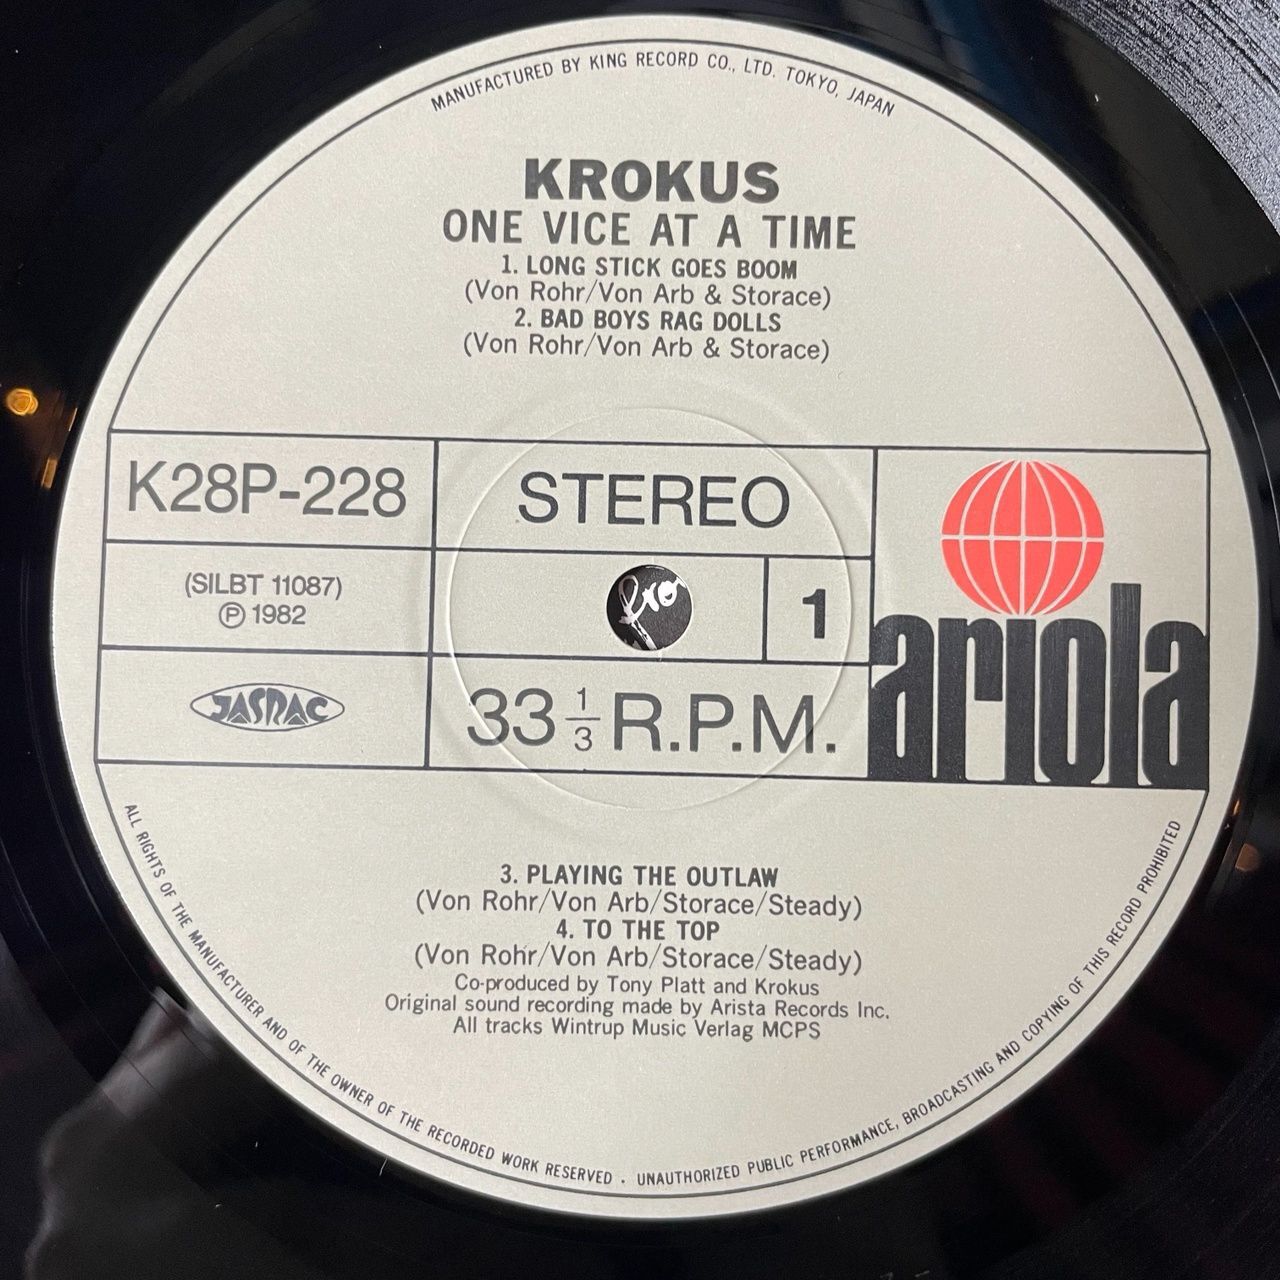 MANUFACTURED BY KING RECORD CO., LTD. TOKYO, JAPAN
KROKUS
ONE VICE AT A TIME
1. LONG STICK GOES BOOM
(Von Rohr/Von Arb & Storace)
2. BAD BOYS RAG DOLLS
(Von Rohr/Von Arb & Storace)
K28P-228
STEREO
(SILBT 11087)
Ⓟ 1982
1
JASRAC
33 1/3 R.P.M.
ariola
3. PLAYING THE OUTLAW
(Von Rohr/Von Arb/Storace/Steady)
4. TO THE TOP
(Von Rohr/Von Arb/Storace/Steady)
Co-produced by Tony Platt and Krokus
Original sound recording made by Arista Records Inc.
All tracks Wintrup Music Verlag MCPS
ALL RIGHTS OF THE MANUFACTURER AND OF THE OWNER OF THE RECORDED WORK RESERVED . UNAUTHORIZED PUBLIC PERFORMANCE, BROADCASTING AND COPYING OF THIS RECORD PROHIBITED